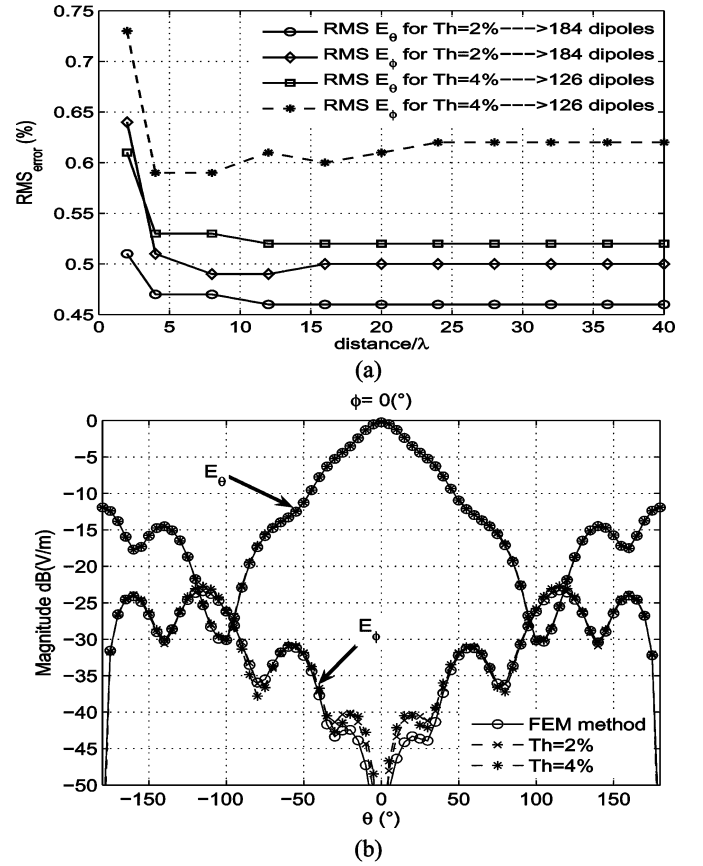 0.75
0.7
0.65
0.6
0.55
0.5
0.45
RMS_error (%)
RMS E_θ for Th=2%−−−−>184 dipoles
RMS E_ϕ for Th=2%−−−−>184 dipoles
RMS E_θ for Th=4%−−−−>126 dipoles
RMS E_ϕ for Th=4%−−−−>126 dipoles
0 5 10 15 20 25 30 35 40
distance/λ
(a)
ϕ= 0(°)
0
−5
−10
−15
−20
−25
−30
−35
−40
−45
−50
Magnitude dB(V/m)
E_θ
E_ϕ
FEM method
Th=2%
Th=4%
−150 −100 −50 0 50 100 150
θ (°)
(b)